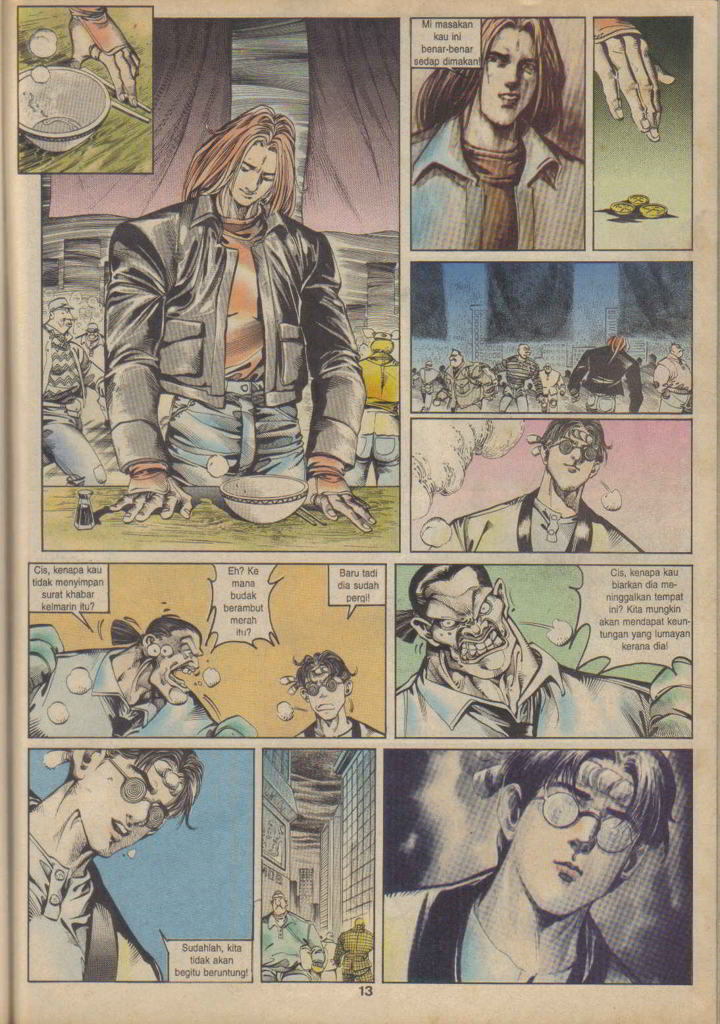 Mi masakan
kau ini
benar-benar
sedap dimakan!
Cis, kenapa kau
tidak menyimpan
surat khabar
kelmarin itu?
Eh? Ke
mana
budak
berambut
merah
itu?
Baru tadi
dia sudah
pergi!
Cis, kenapa kau
biarkan dia me-
ninggalkan tempat
ini? Kita mungkin
akan mendapat keun-
tungan yang lumayan
kerana dia!
Sudahlah, kita
tidak akan
begitu beruntung!
13